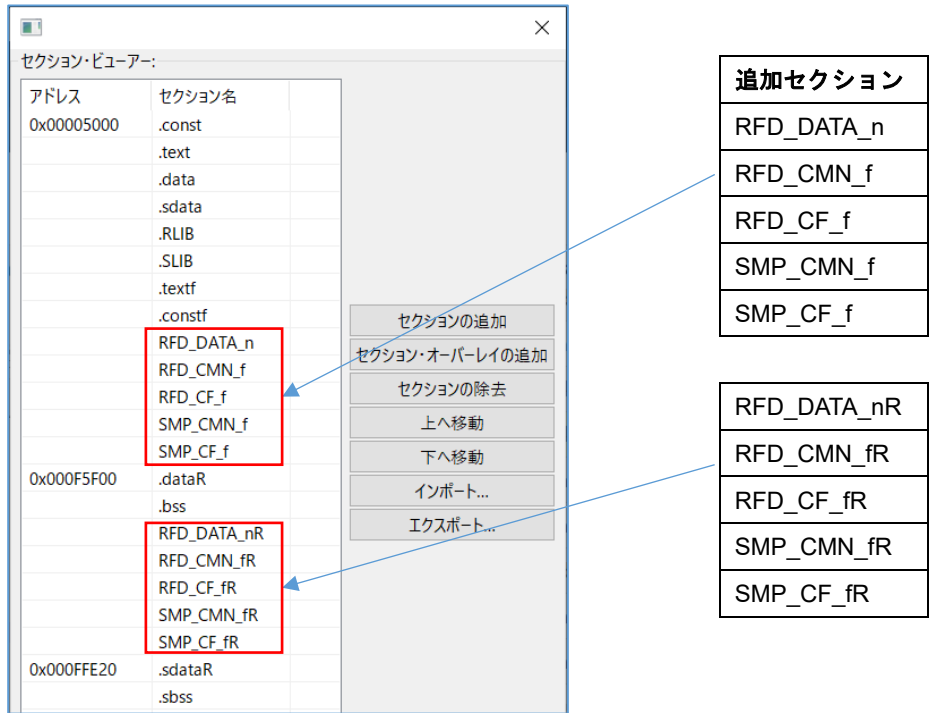 セクション・ビューアー:
アドレス セクション名
0x00005000 .const
.text
.data
.sdata
.RLIB
.SLIB
.textf
.constf
RFD_DATA_n
RFD_CMN_f
RFD_CF_f
SMP_CMN_f
SMP_CF_f
0x000F5F00 .dataR
.bss
RFD_DATA_nR
RFD_CMN_fR
RFD_CF_fR
SMP_CMN_fR
SMP_CF_fR
0x000FFE20 .sdataR
.sbss
セクションの追加
セクション・オーバーレイの追加
セクションの除去
上へ移動
下へ移動
インポート...
エクスポート...
追加セクション
RFD_DATA_n
RFD_CMN_f
RFD_CF_f
SMP_CMN_f
SMP_CF_f
RFD_DATA_nR
RFD_CMN_fR
RFD_CF_fR
SMP_CMN_fR
SMP_CF_fR